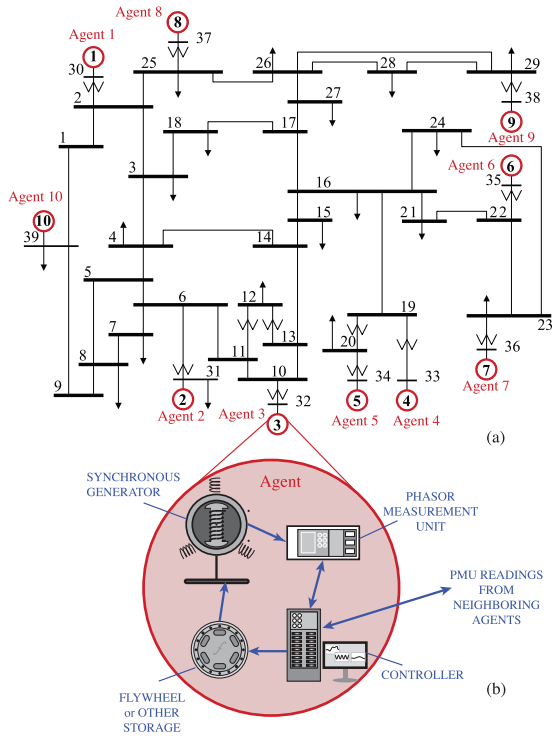 Agent 8
8
37
Agent 1
1
30
25
26
28
29
2
27
38
18
17
24
9
Agent 9
1
Agent 6
6
3
16
35
Agent 10
10
15
21
22
39
4
14
5
6
12
19
23
7
13
20
36
8
11
31
10
34
33
7
Agent 7
9
2
Agent 2
Agent 3
32
3
5
4
Agent 5
Agent 4
(a)
SYNCHRONOUS
GENERATOR
Agent
PHASOR
MEASUREMENT
UNIT
PMU READINGS
FROM
NEIGHBORING
AGENTS
CONTROLLER
(b)
FLYWHEEL
or OTHER
STORAGE